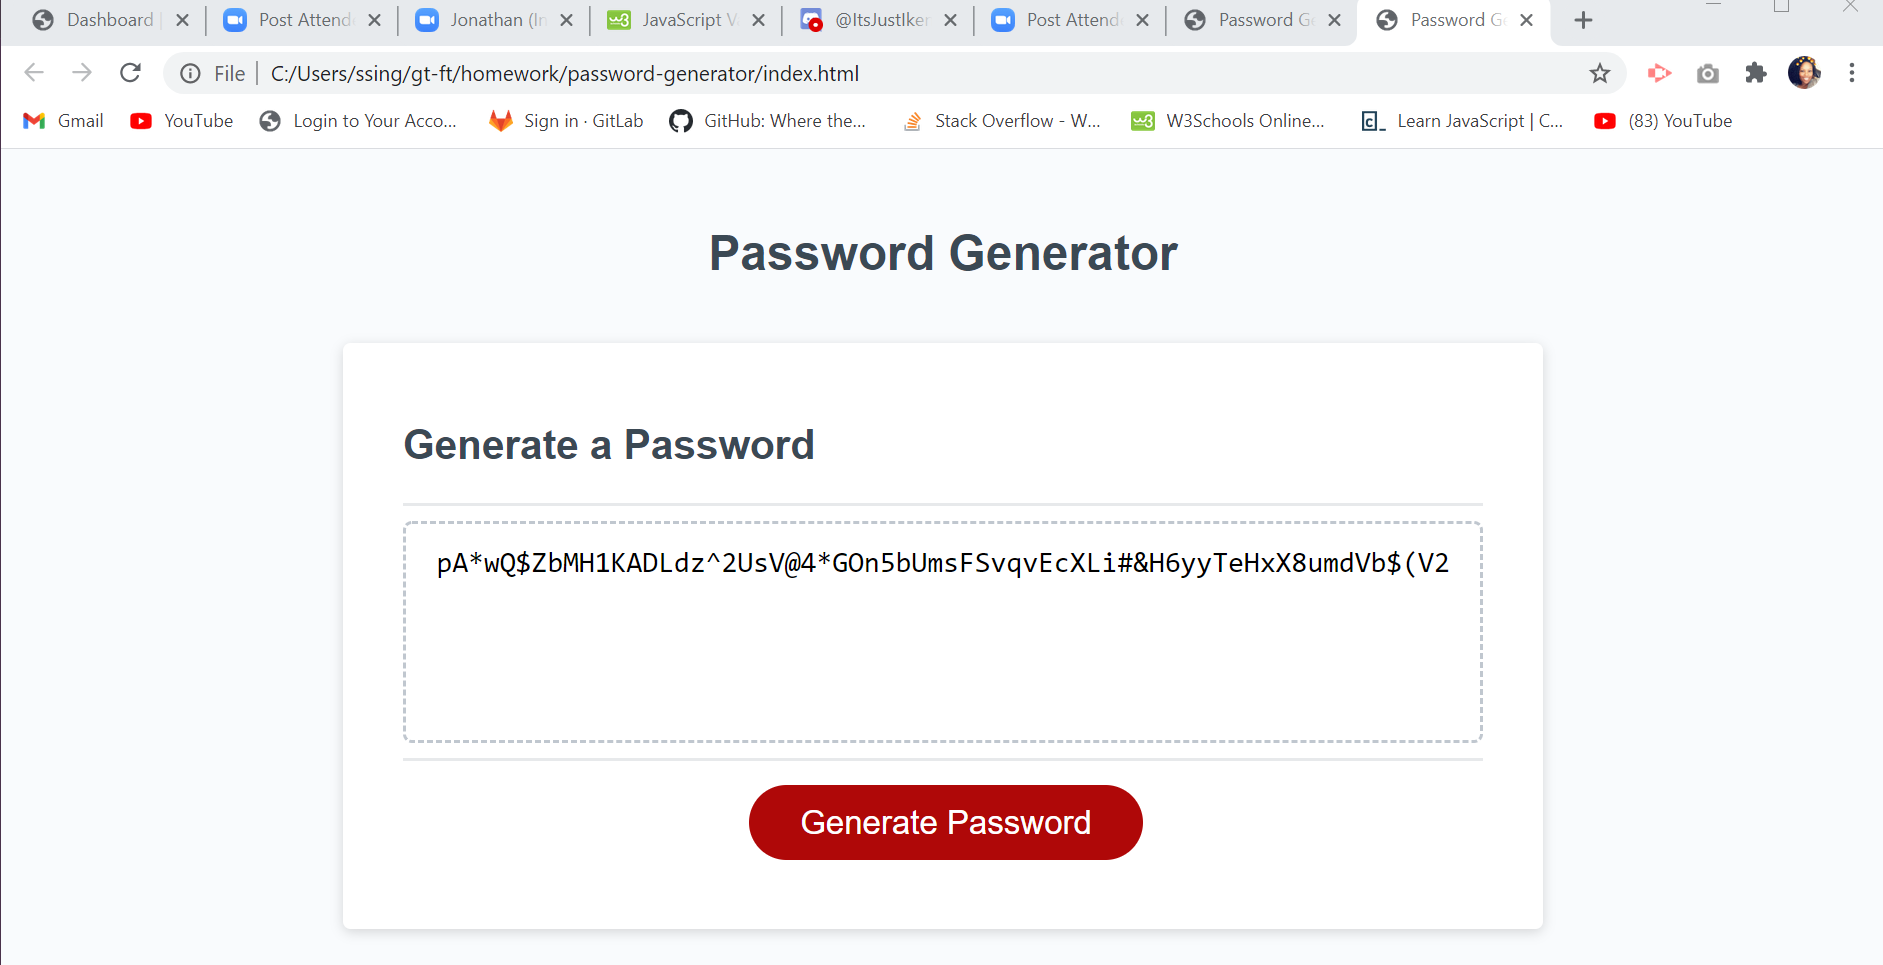 Dashboard
Post Attend
Jonathan (In
JavaScript V
@ItsJustIker
Post Attend
Password Ge
Password Ge
File
C:/Users/ssing/gt-ft/homework/password-generator/index.html
Gmail
YouTube
Login to Your Acco...
Sign in · GitLab
GitHub: Where the...
Stack Overflow - W...
W3Schools Online...
Learn JavaScript | C...
(83) YouTube
Password Generator
Generate a Password
pA*wQ$ZbMH1KADLdz^2UsV@4*GOn5bUmsFSvqvEcXLi#&H6yyTeHxX8umdVb$(V2
Generate Password